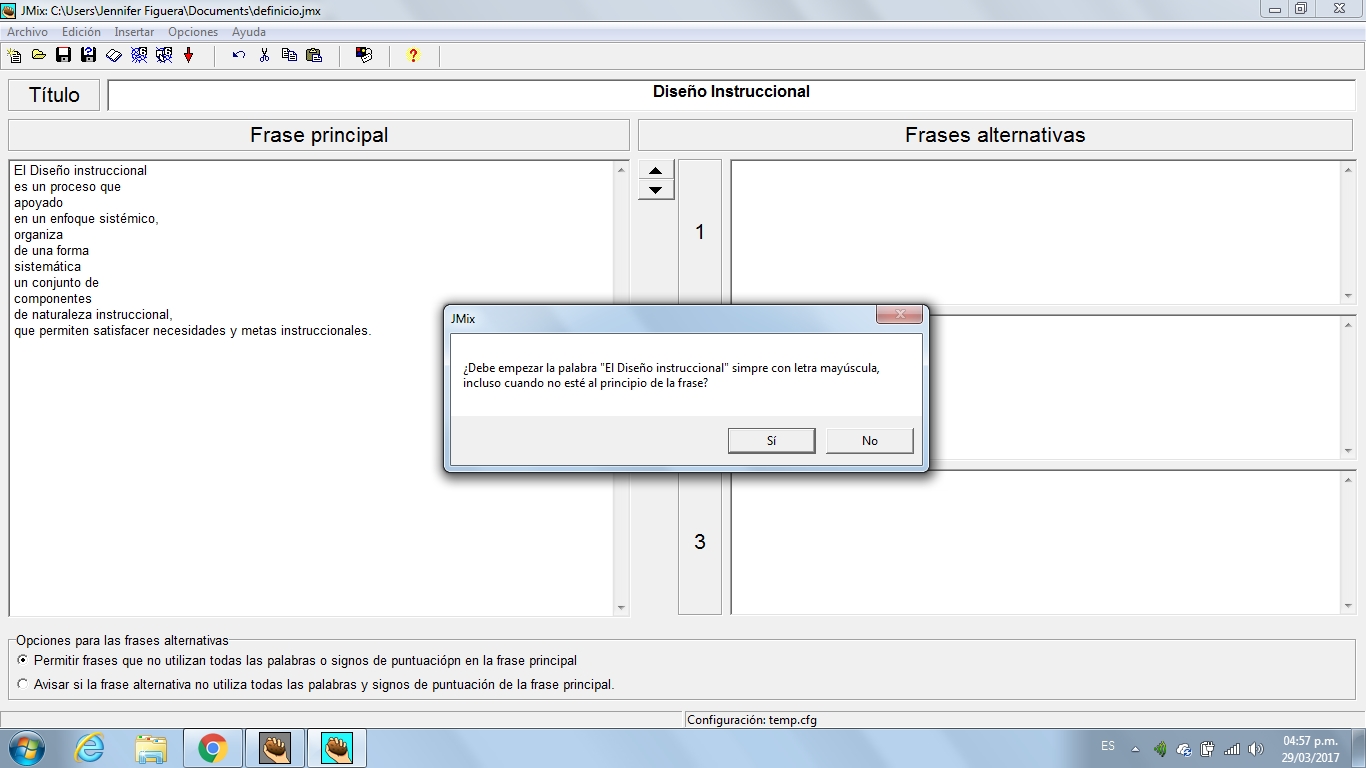 JMix: C:\Users\Jennifer Figuera\Documents\definicio.jmx
Archivo Edición Insertar Opciones Ayuda
Título
Diseño Instruccional
Frase principal
Frases alternativas
El Diseño instruccional
es un proceso que
apoyado
en un enfoque sistémico,
organiza
de una forma
sistemática
un conjunto de
componentes
de naturaleza instruccional,
que permiten satisfacer necesidades y metas instruccionales.
1
JMix
¿Debe empezar la palabra "El Diseño instruccional" simpre con letra mayúscula,
incluso cuando no esté al principio de la frase?
Sí No
3
Opciones para las frases alternativas
Permitir frases que no utilizan todas las palabras o signos de puntuaciópn en la frase principal
Avisar si la frase alternativa no utiliza todas las palabras y signos de puntuación de la frase principal.
Configuración: temp.cfg
ES
04:57 p.m.
29/03/2017